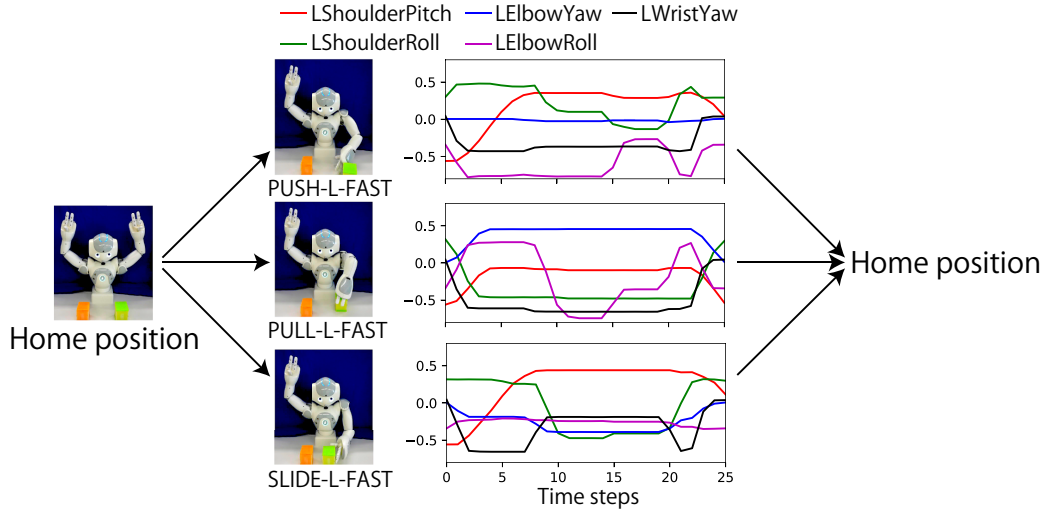 LShoulderPitch LElbowYaw LWristYaw
LShoulderRoll LElbowRoll
0.5
0.0
−0.5
PUSH-L-FAST
Home position
0.5
0.0
−0.5
PULL-L-FAST
Home position
0.5
0.0
−0.5
SLIDE-L-FAST
0 5 10 15 20 25
Time steps